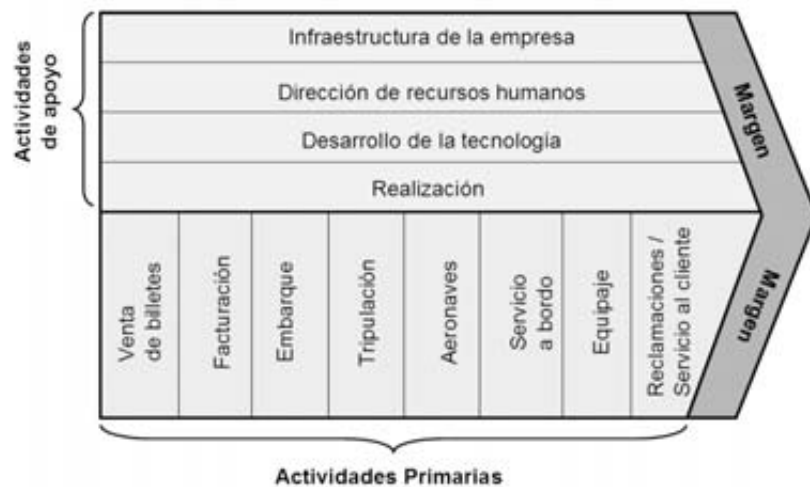 Actividades
de apoyo
Infraestructura de la empresa
Dirección de recursos humanos
Desarrollo de la tecnología
Realización
Margen
Margen
Venta
de billetes
Facturación
Embarque
Tripulación
Aeronaves
Servicio
a bordo
Equipaje
Reclamaciones /
Servicio al cliente
Actividades Primarias